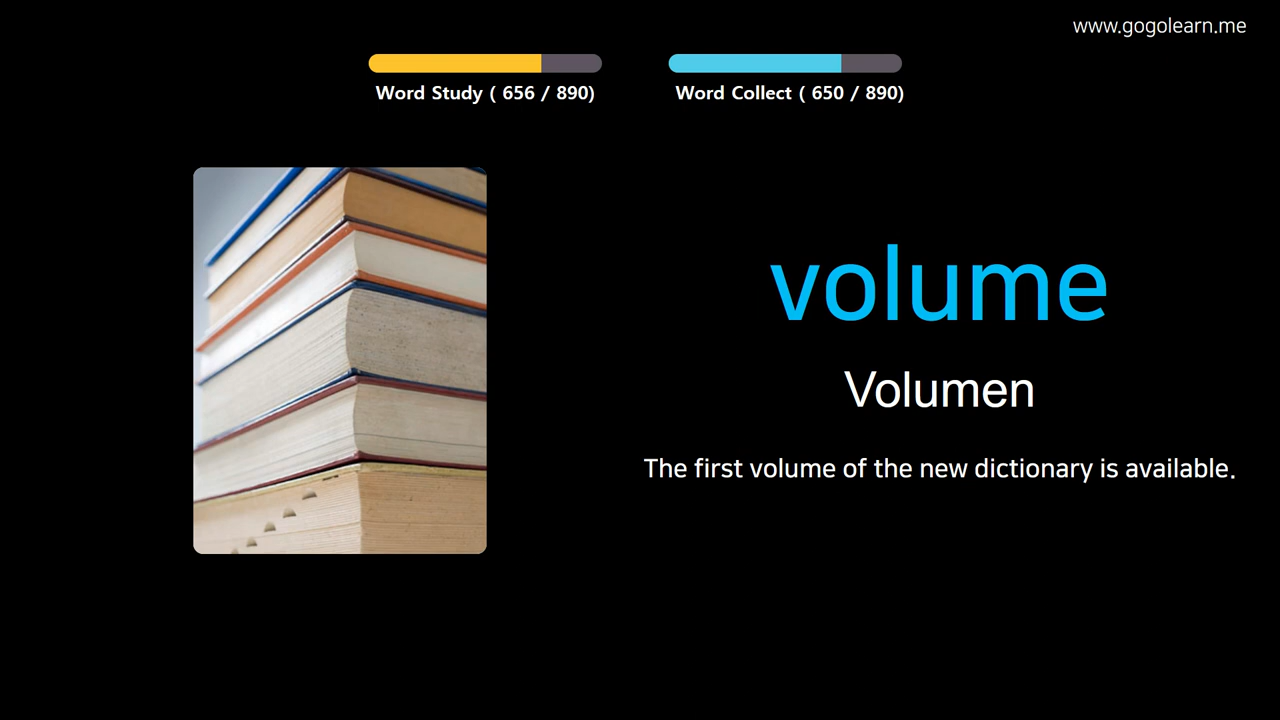 www.gogolearn.me
Word Study ( 656 / 890)
Word Collect ( 650 / 890)
volume
Volumen
The first volume of the new dictionary is available.